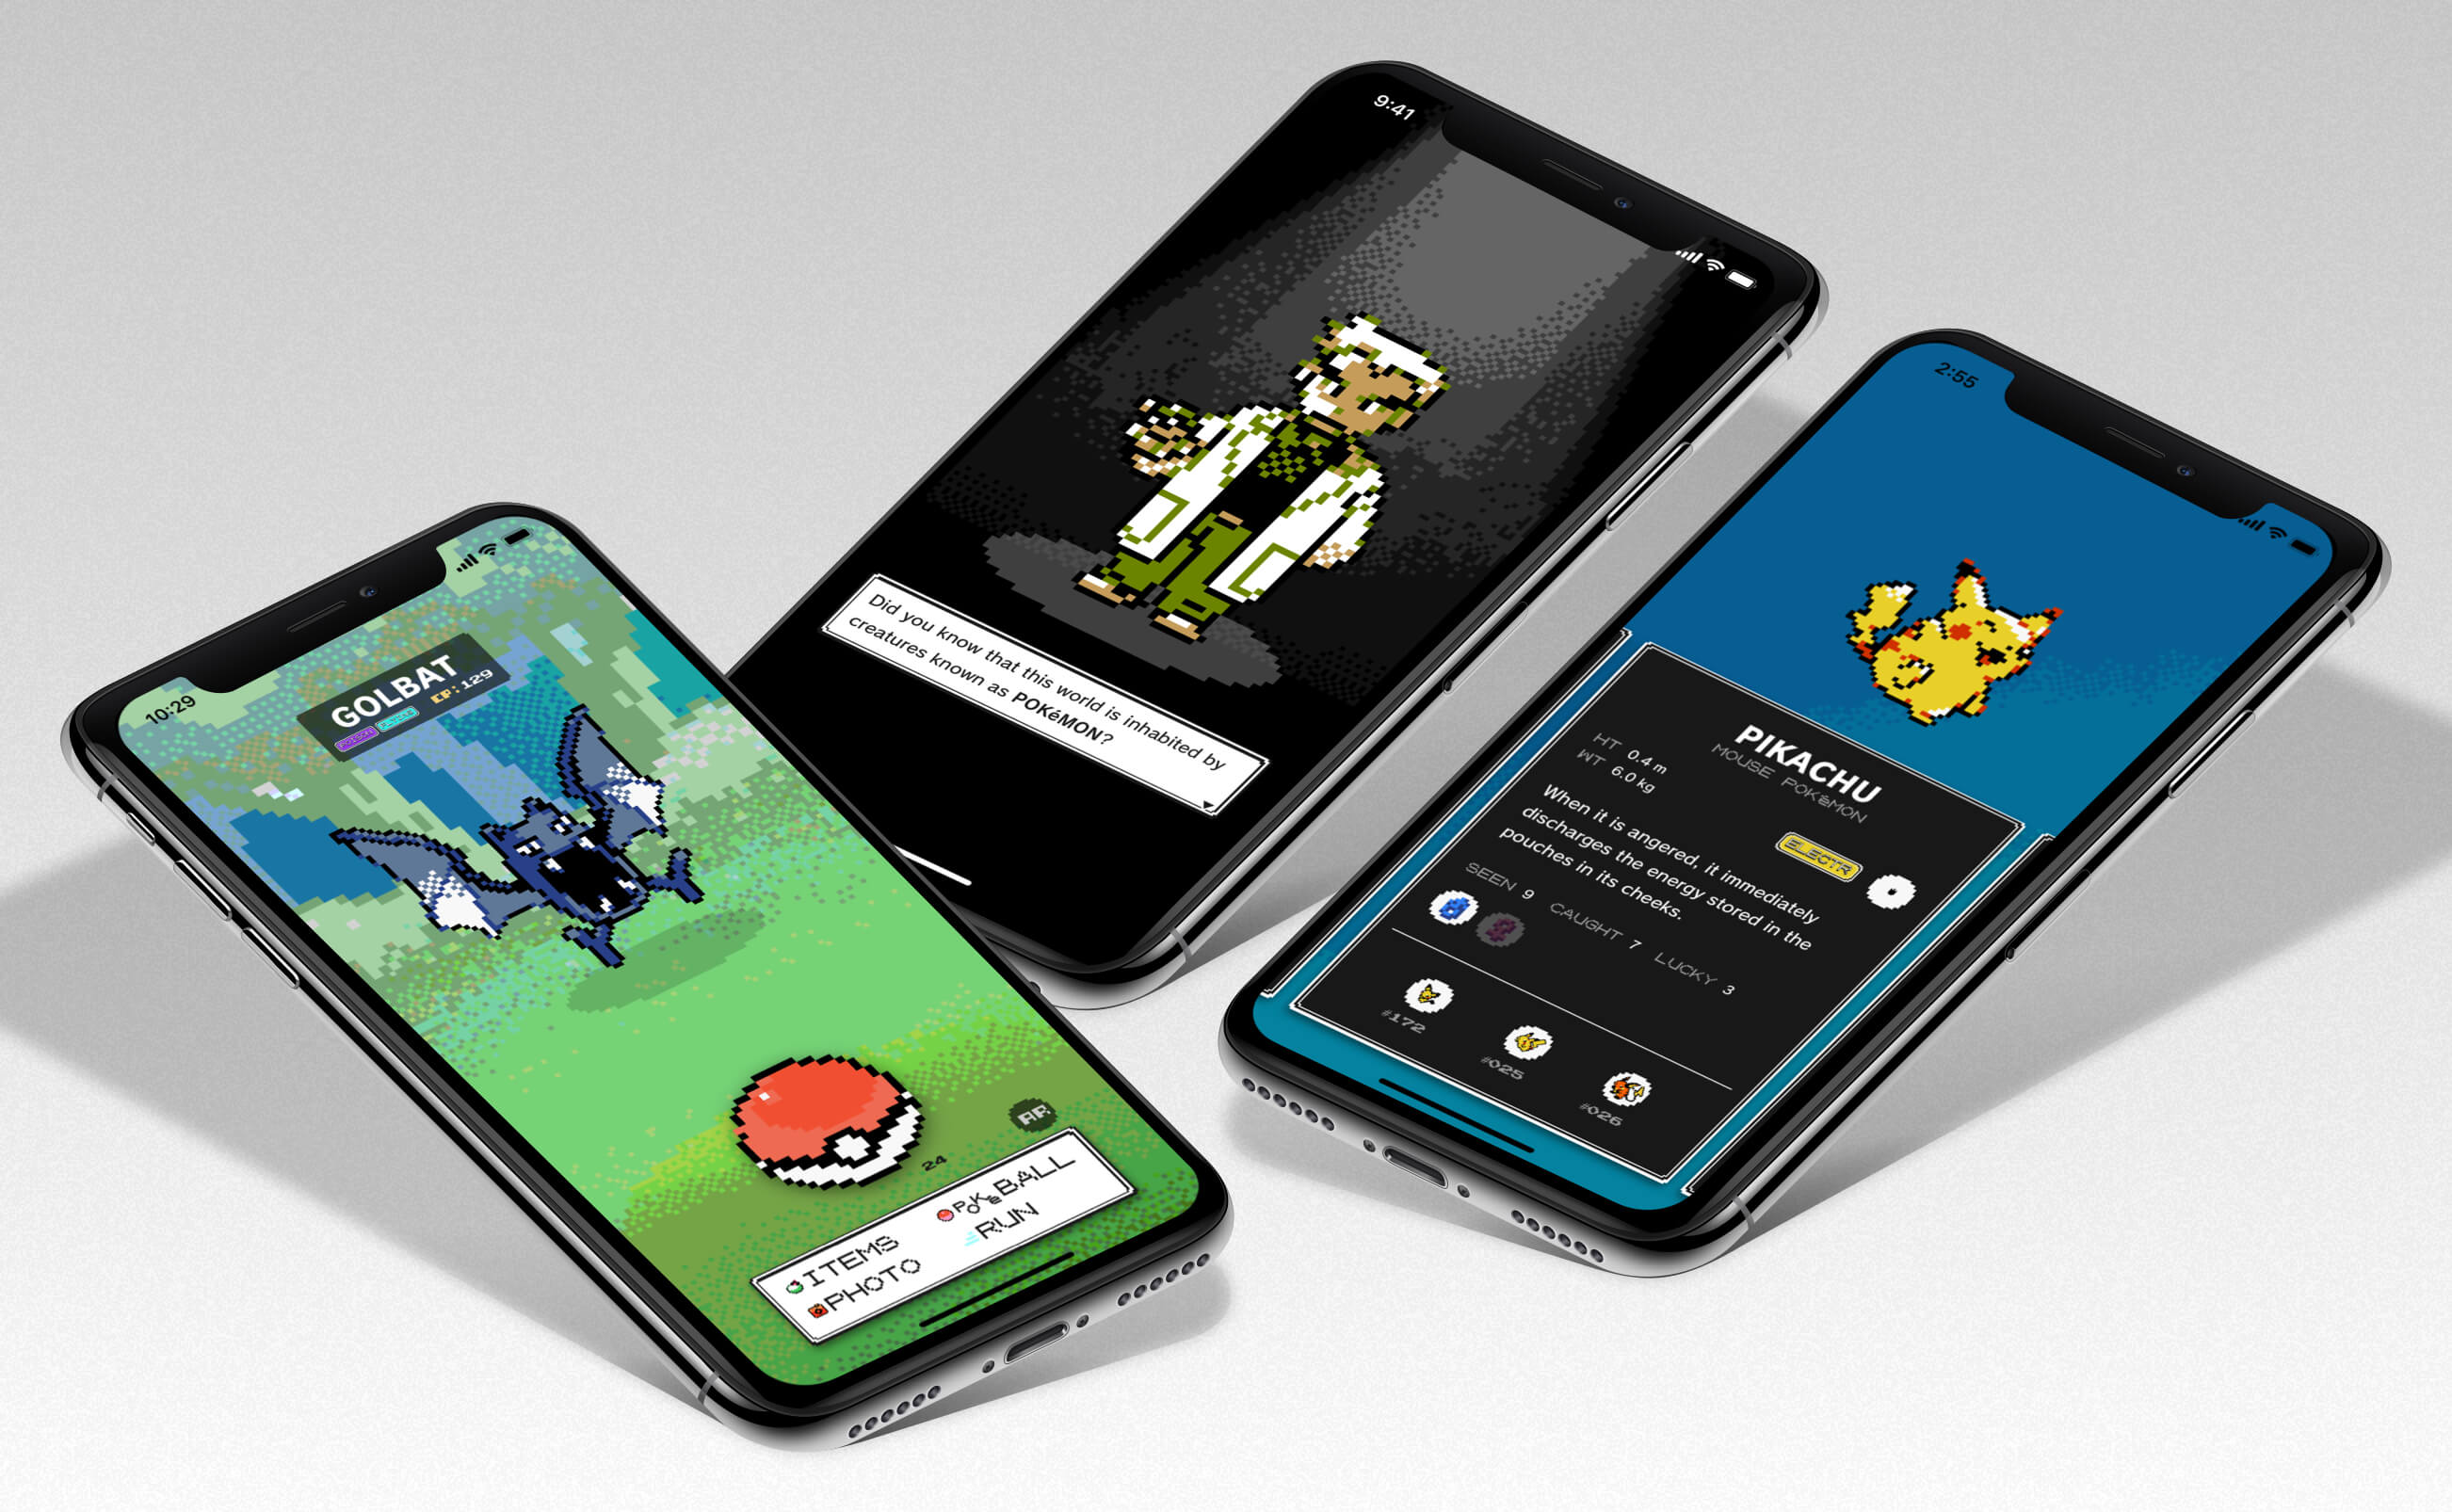 10:29
GOLBAT
POISON FLYING CP:129
24
AR
ITEMS POKéBALL
PHOTO RUN
9:41
Did you know that this world is inhabited by
creatures known as POKéMON?
2:55
PIKACHU
MOUSE POKéMON
HT 0.4 m
WT 6.0 kg
ELECTR
When it is angered, it immediately
discharges the energy stored in the
pouches in its cheeks.
SEEN 9 CAUGHT 7 LUCKY 3
#172 #025 #026